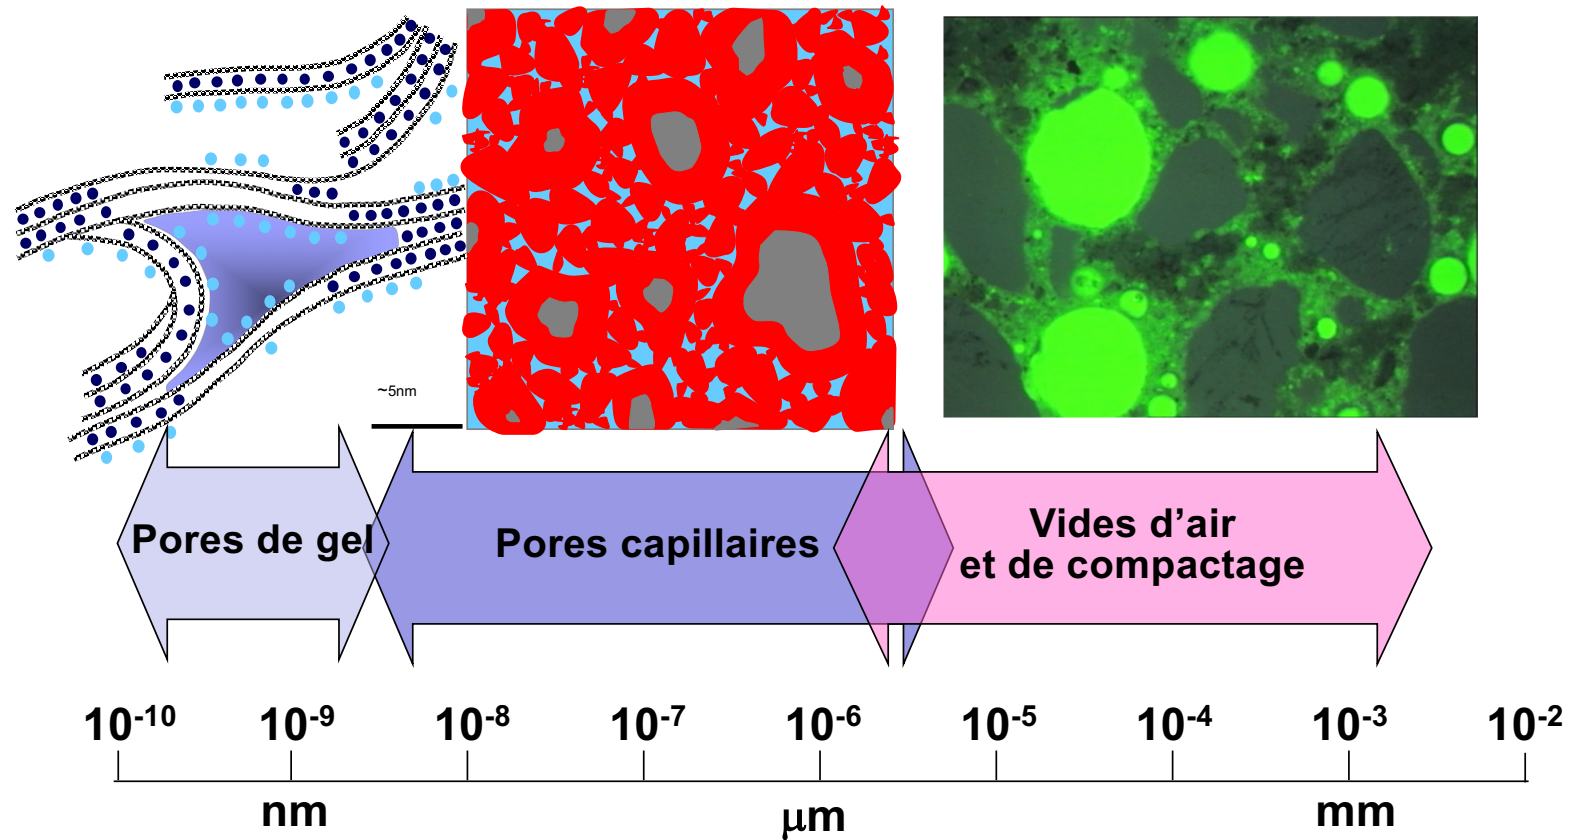 ~5nm
Pores de gel
Pores capillaires
Vides d’air
et de compactage
10-10 10-9 10-8 10-7 10-6 10-5 10-4 10-3 10-2
nm μm mm